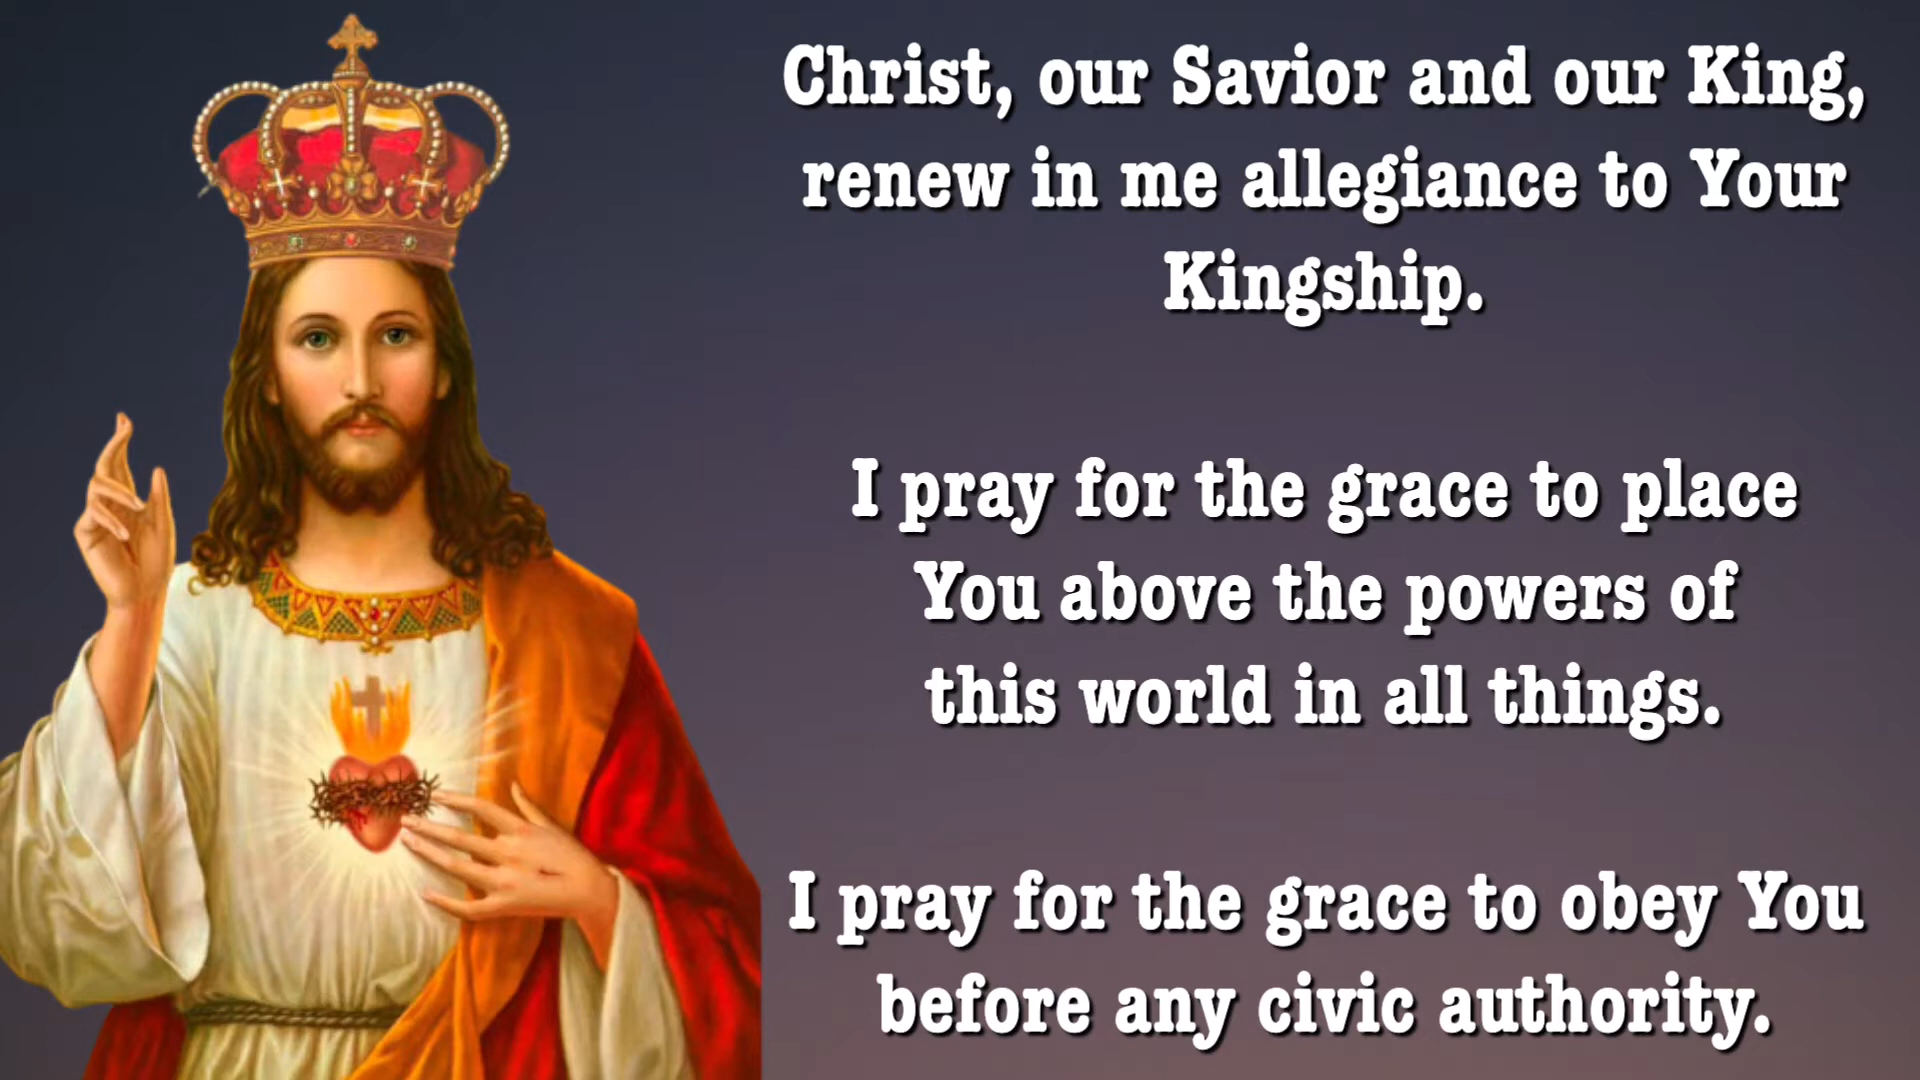 Christ, our Savior and our King,
renew in me allegiance to Your
Kingship.
I pray for the grace to place
You above the powers of
this world in all things.
I pray for the grace to obey You
before any civic authority.